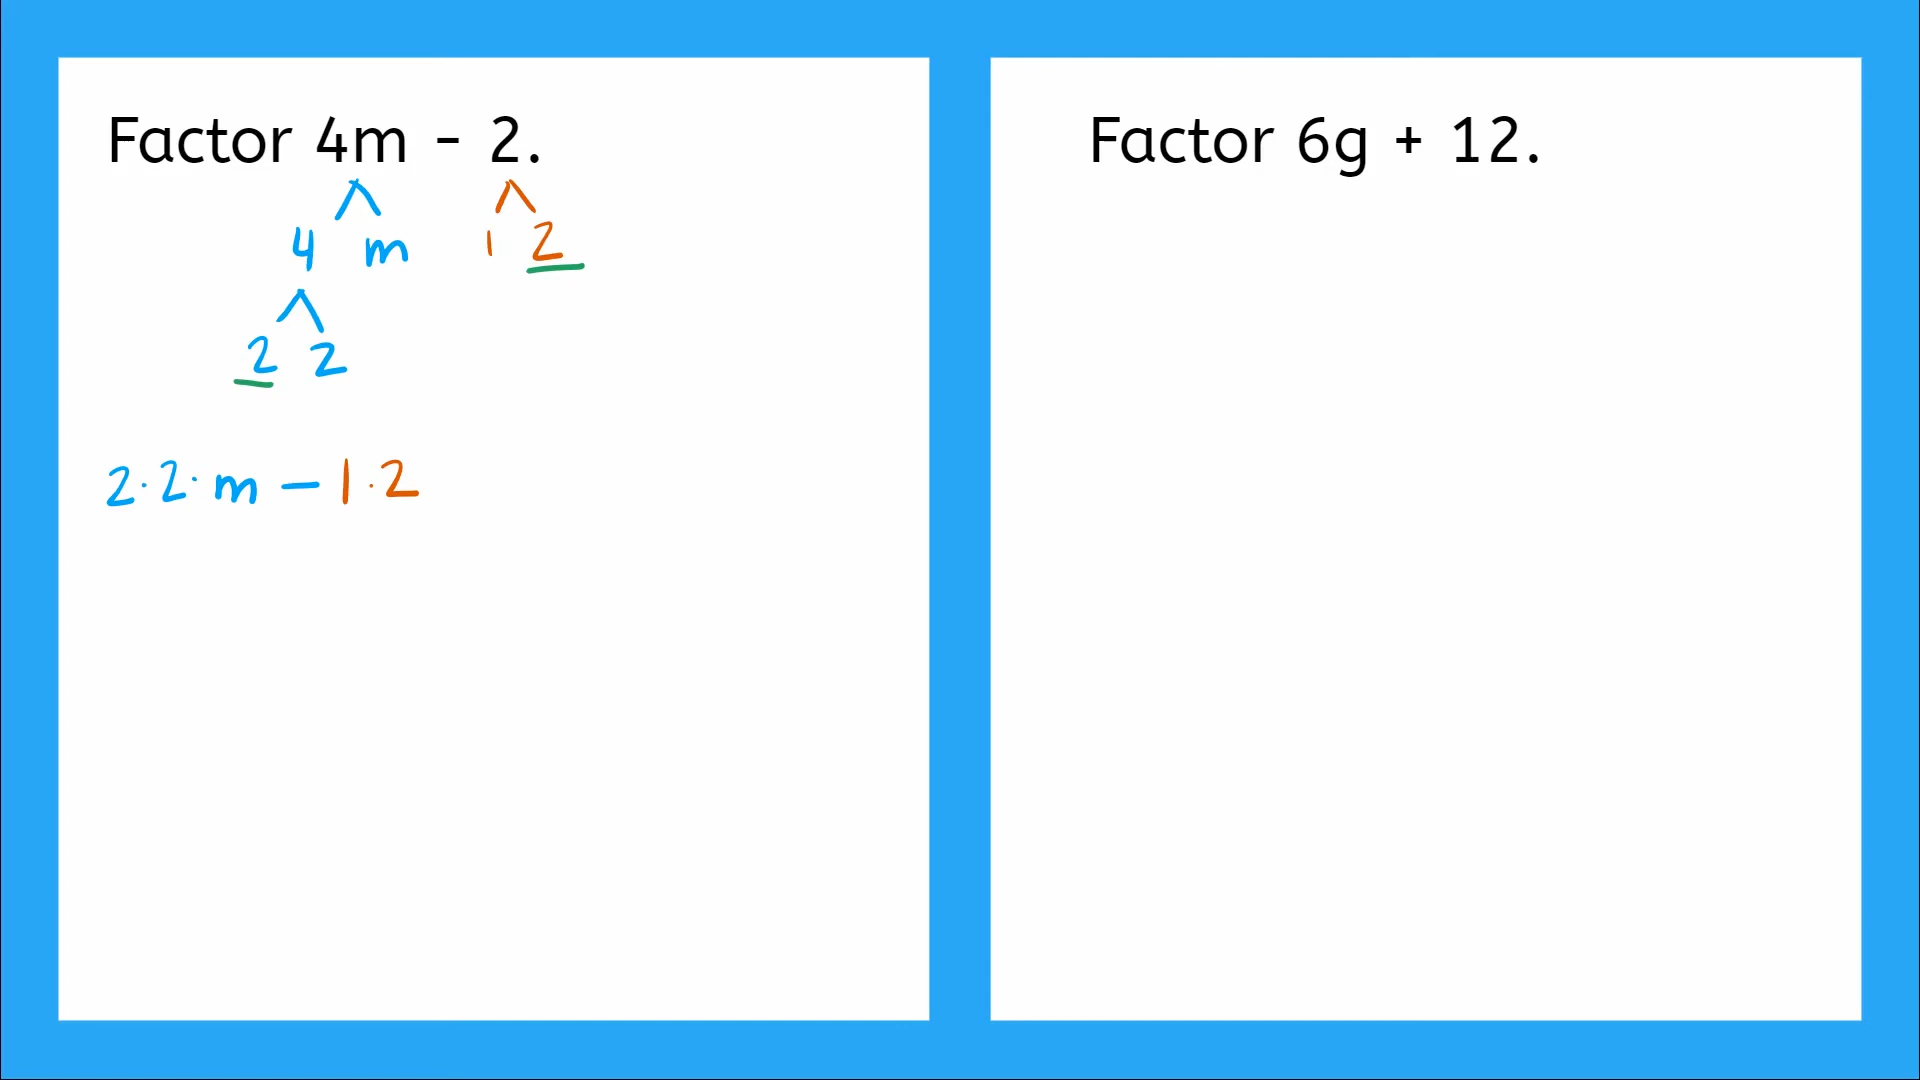 Factor 4m - 2.
4 m 1 2
2 2
2 · 2 · m - 1 · 2
Factor 6g + 12.